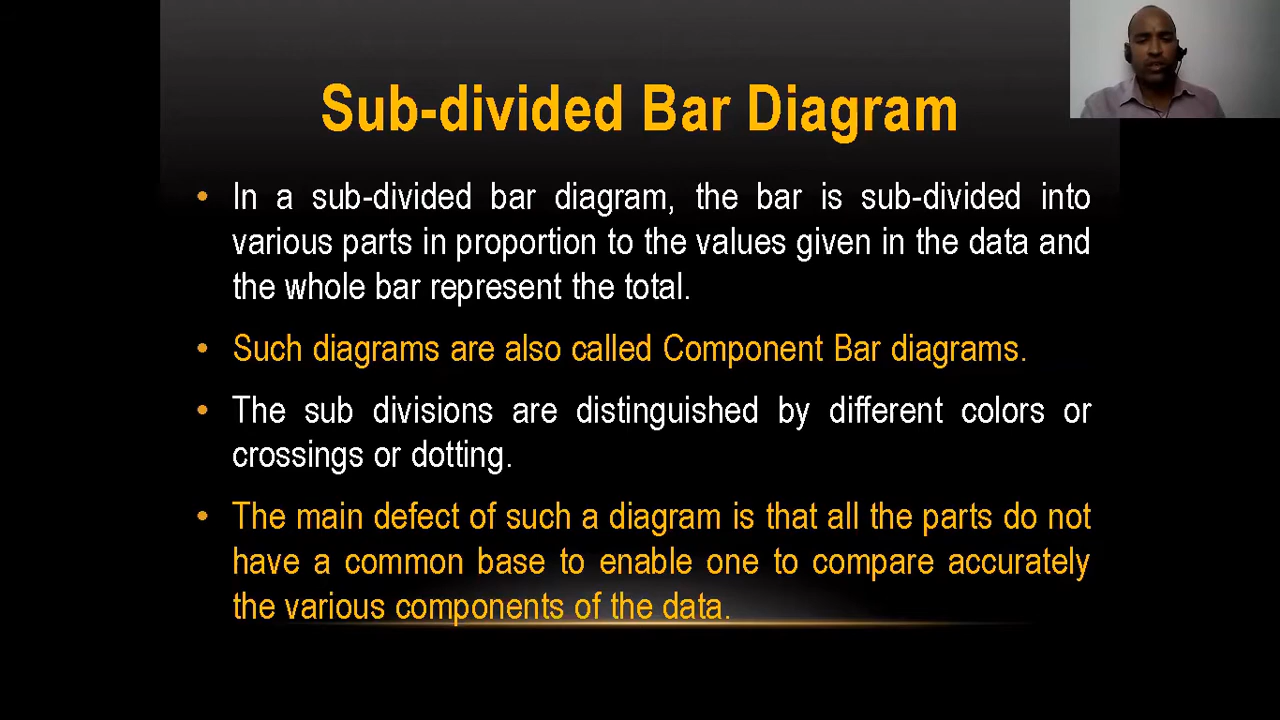 Sub-divided Bar Diagram
• In a sub-divided bar diagram, the bar is sub-divided into
various parts in proportion to the values given in the data and
the whole bar represent the total.
• Such diagrams are also called Component Bar diagrams.
• The sub divisions are distinguished by different colors or
crossings or dotting.
• The main defect of such a diagram is that all the parts do not
have a common base to enable one to compare accurately
the various components of the data.